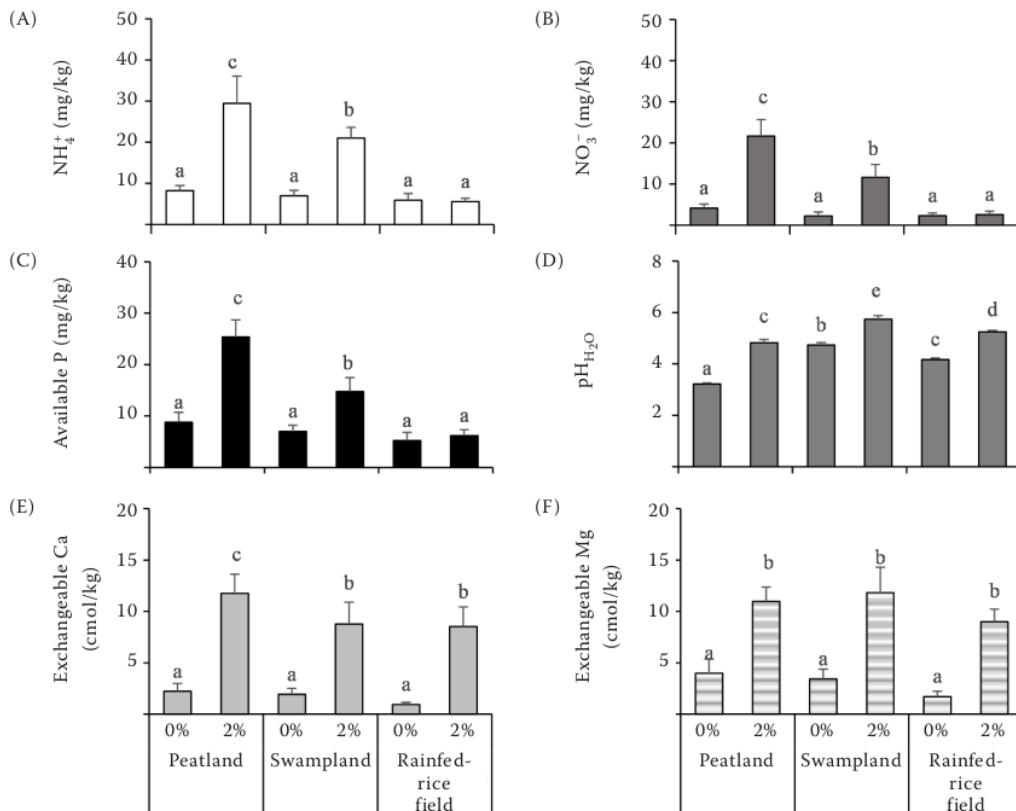 (A)
50
40
30
20
10
NH₄⁺ (mg/kg)
a
c
a
b
a
a
(B)
50
40
30
20
10
NO₃⁻ (mg/kg)
a
c
a
b
a
a
(C)
40
30
20
10
Available P (mg/kg)
a
c
a
b
a
a
(D)
8
6
4
2
pH_H₂O
a
c
b
e
c
d
(E)
20
15
10
5
Exchangeable Ca
(cmol/kg)
a
c
a
b
a
b
0% 2% 0% 2% 0% 2%
Peatland Swampland Rainfed-
rice
field
(F)
20
15
10
5
Exchangeable Mg
(cmol/kg)
a
b
a
b
a
b
0% 2% 0% 2% 0% 2%
Peatland Swampland Rainfed-
rice
field